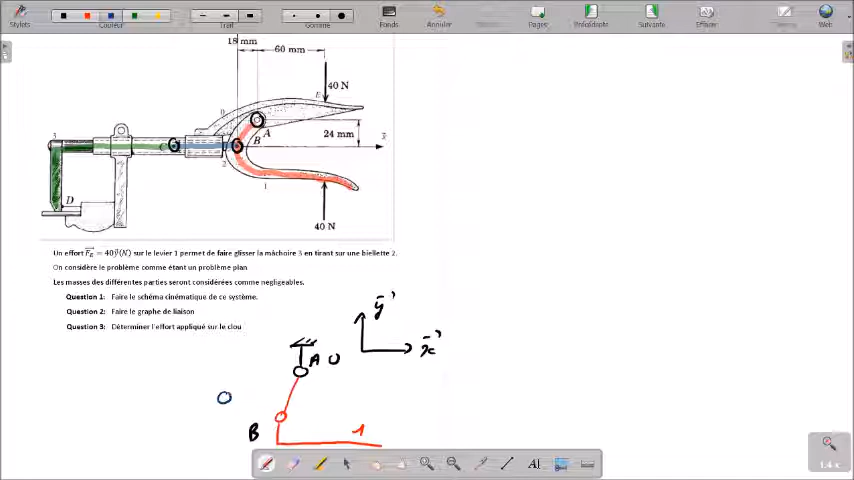 Stylets
Couleur
Trait
Gomme
Fonds
Annuler
Pages
Précédente
Suivante
Effacer
Web
18 mm
60 mm
40 N
E
0
A
24 mm
x
3
C
B
2
1
D
40 N
Un effort F_E = 40ȷ⃗ (N) sur le levier 1 permet de faire glisser la mâchoire 3 en tirant sur une biellette 2.
On considère le problème comme étant un problème plan
Les masses des différentes parties seront considérées comme négligeables.
Question 1: Faire le schéma cinématique de ce système.
Question 2: Faire le graphe de liaison
Question 3: Déterminer l'effort appliqué sur le clou
y
x
A 0
B
1
A
1.4 x